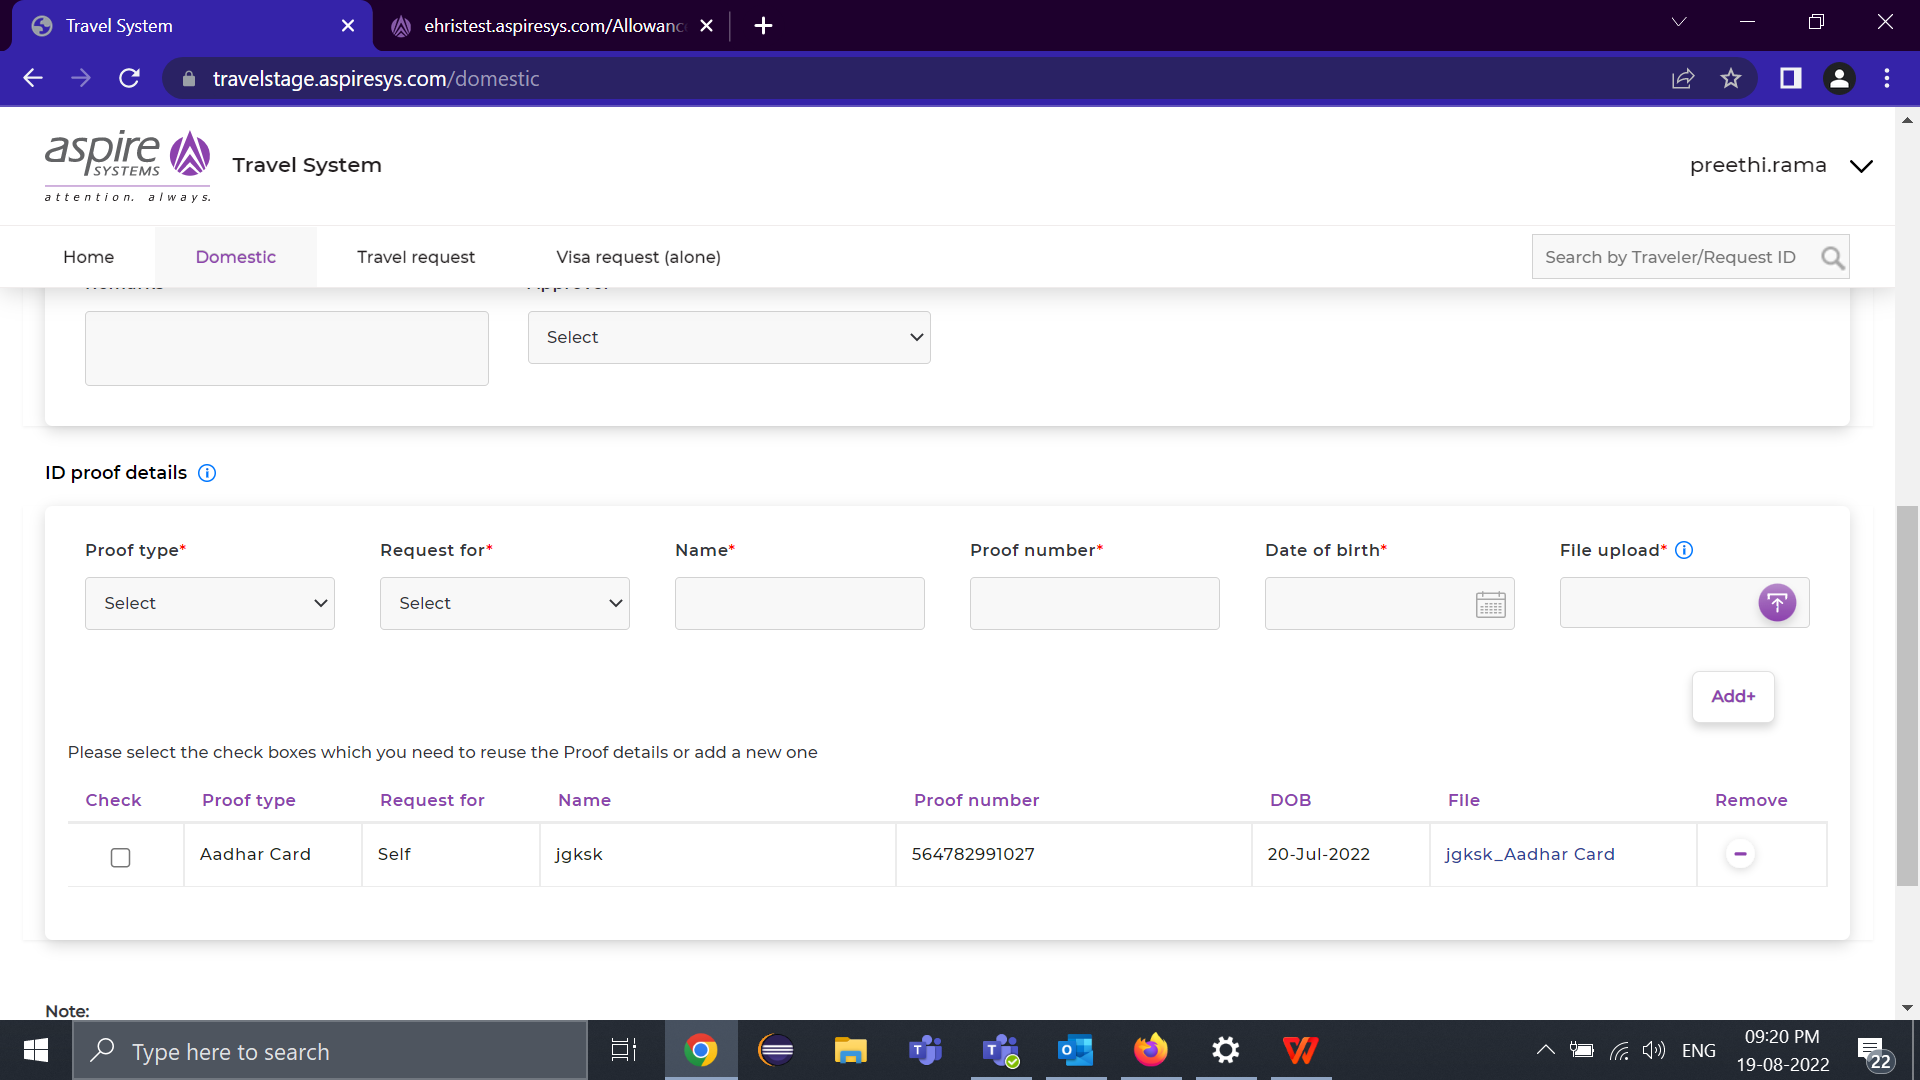 Travel System
ehristest.aspiresys.com/Allowanc
travelstage.aspiresys.com/domestic
aspire
SYSTEMS
attention. always.
Travel System
preethi.rama
Home
Domestic
Travel request
Visa request (alone)
Search by Traveler/Request ID
Select
ID proof details
Proof type*
Request for*
Name*
Proof number*
Date of birth*
File upload*
Select
Select
Add+
Please select the check boxes which you need to reuse the Proof details or add a new one
Check
Proof type
Request for
Name
Proof number
DOB
File
Remove
Aadhar Card
Self
jgksk
564782991027
20-Jul-2022
jgksk_Aadhar Card
Note:
Type here to search
ENG
09:20 PM
19-08-2022
22